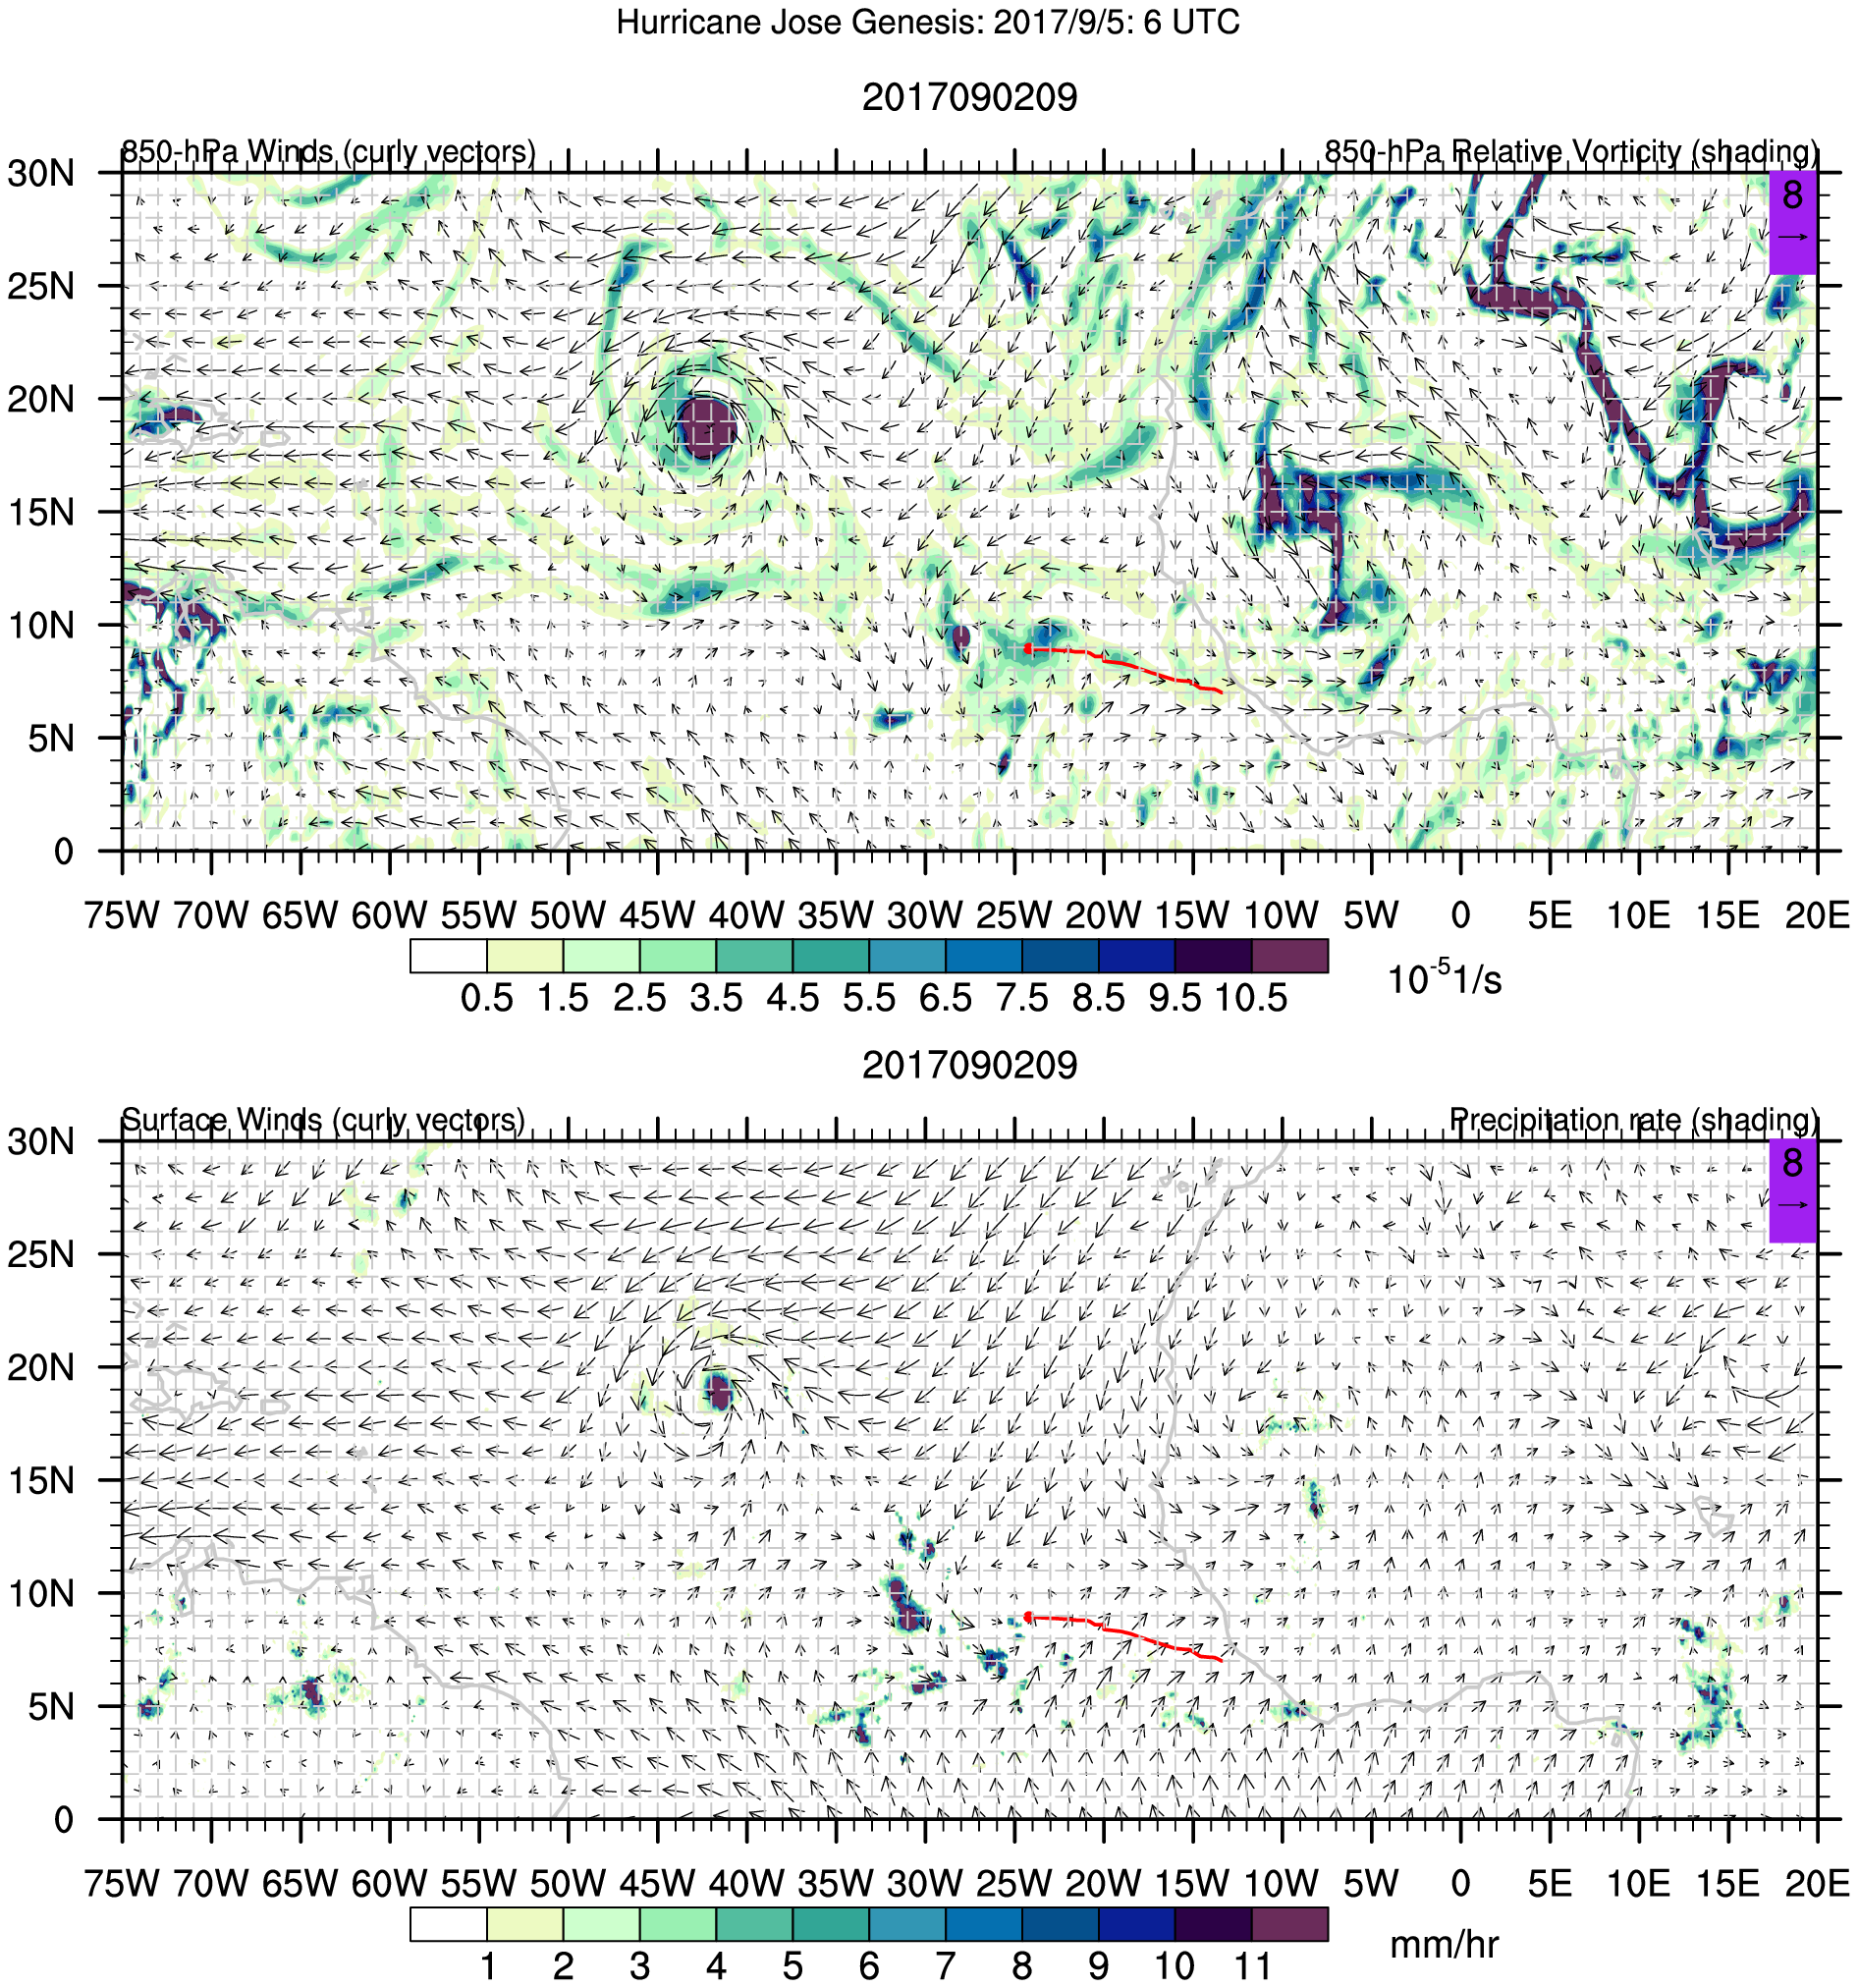 Hurricane Jose Genesis: 2017/9/5: 6 UTC
2017090209
850-hPa Winds (curly vectors) 850-hPa Relative Vorticity (shading)
8
30N
25N
20N
15N
10N
5N
0
75W 70W 65W 60W 55W 50W 45W 40W 35W 30W 25W 20W 15W 10W 5W 0 5E 10E 15E 20E
0.5 1.5 2.5 3.5 4.5 5.5 6.5 7.5 8.5 9.5 10.5
10⁻⁵1/s
2017090209
Surface Winds (curly vectors) Precipitation rate (shading)
8
30N
25N
20N
15N
10N
5N
0
75W 70W 65W 60W 55W 50W 45W 40W 35W 30W 25W 20W 15W 10W 5W 0 5E 10E 15E 20E
1 2 3 4 5 6 7 8 9 10 11
mm/hr